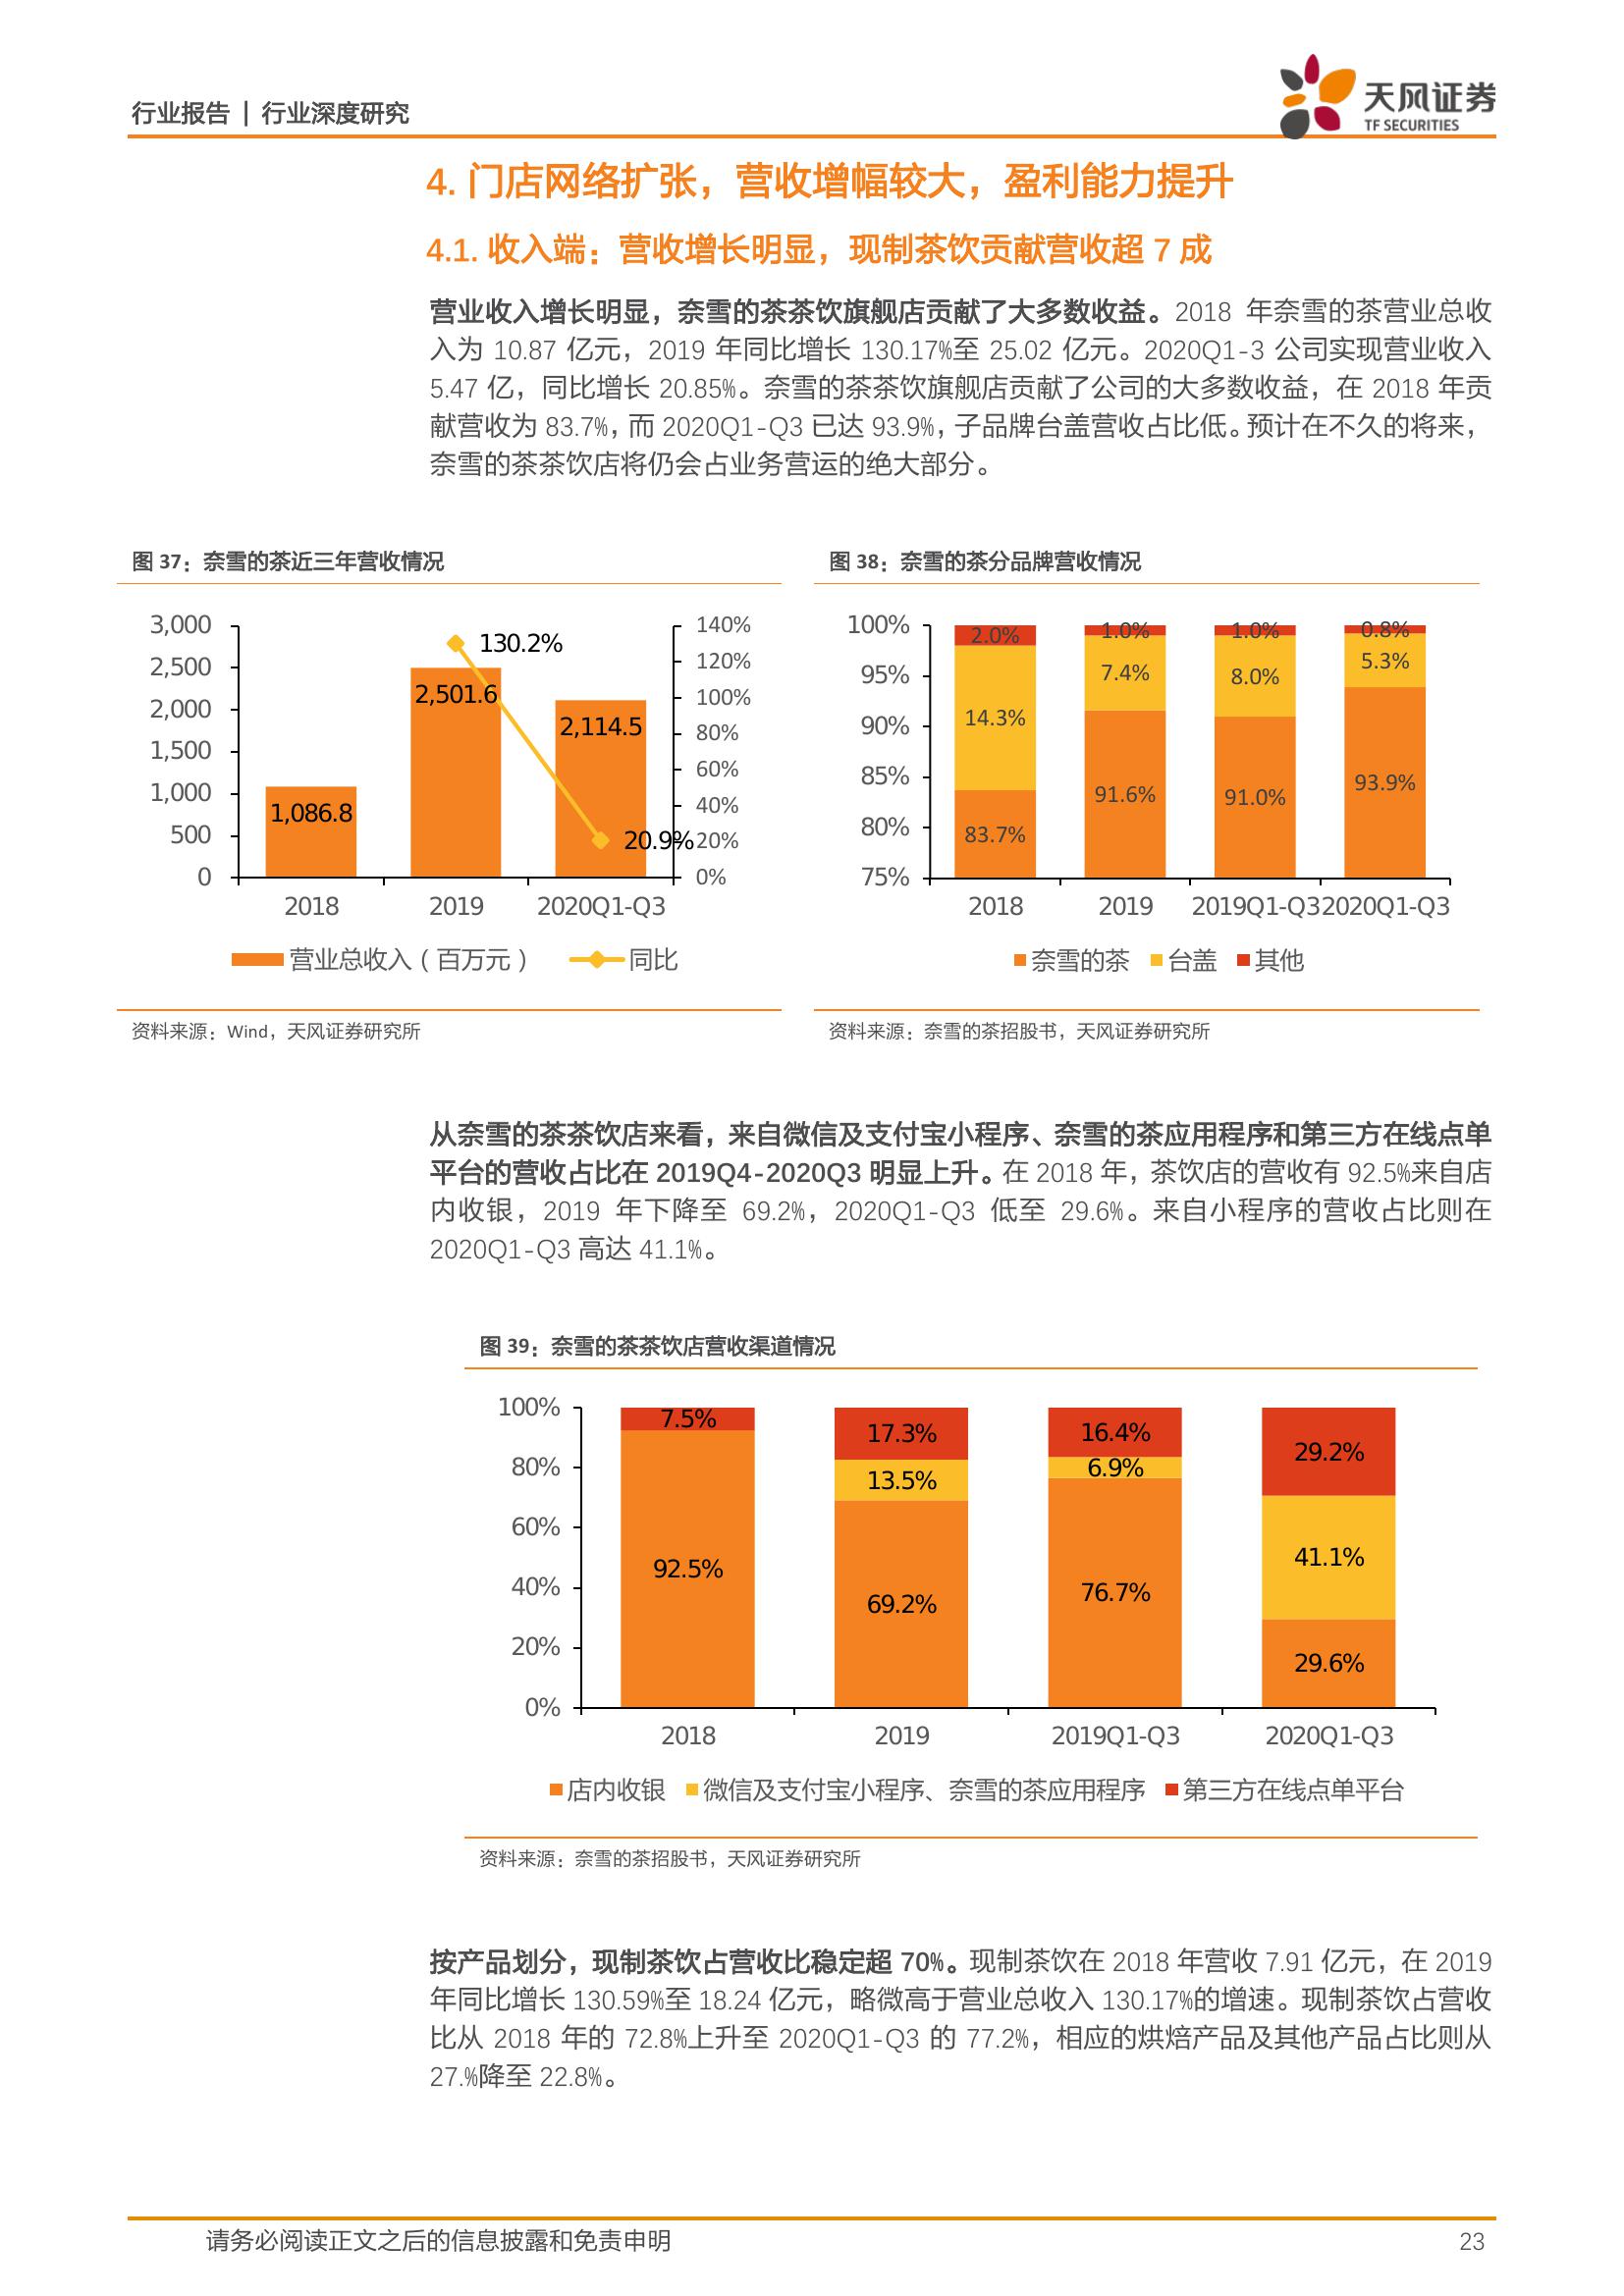 行业报告 | 行业深度研究
天风证券
TF SECURITIES
4. 门店网络扩张，营收增幅较大，盈利能力提升
4.1. 收入端：营收增长明显，现制茶饮贡献营收超 7 成
营业收入增长明显，奈雪的茶茶饮旗舰店贡献了大多数收益。2018 年奈雪的茶营业总收
入为 10.87 亿元，2019 年同比增长 130.17%至 25.02 亿元。2020Q1-3 公司实现营业收入
5.47 亿，同比增长 20.85%。奈雪的茶茶饮旗舰店贡献了公司的大多数收益，在 2018 年贡
献营收为 83.7%，而 2020Q1-Q3 已达 93.9%，子品牌台盖营收占比低。预计在不久的将来，
奈雪的茶茶饮店将仍会占业务营运的绝大部分。
图 37：奈雪的茶近三年营收情况
3,000
2,500
2,000
1,500
1,000
500
0
140%
120%
100%
80%
60%
40%
20%
0%
130.2%
2,501.6
2,114.5
1,086.8
20.9%
2018 2019 2020Q1-Q3
营业总收入（百万元） 同比
资料来源：Wind，天风证券研究所
图 38：奈雪的茶分品牌营收情况
100%
95%
90%
85%
80%
75%
2.0% 1.0% 1.0% 0.8%
14.3% 7.4% 8.0% 5.3%
83.7% 91.6% 91.0% 93.9%
2018 2019 2019Q1-Q3 2020Q1-Q3
奈雪的茶 台盖 其他
资料来源：奈雪的茶招股书，天风证券研究所
从奈雪的茶茶饮店来看，来自微信及支付宝小程序、奈雪的茶应用程序和第三方在线点单
平台的营收占比在 2019Q4-2020Q3 明显上升。在 2018 年，茶饮店的营收有 92.5%来自店
内收银，2019 年下降至 69.2%，2020Q1-Q3 低至 29.6%。来自小程序的营收占比则在
2020Q1-Q3 高达 41.1%。
图 39：奈雪的茶茶饮店营收渠道情况
100%
80%
60%
40%
20%
0%
7.5% 17.3% 16.4% 29.2%
13.5% 6.9% 41.1%
92.5% 69.2% 76.7% 29.6%
2018 2019 2019Q1-Q3 2020Q1-Q3
店内收银 微信及支付宝小程序、奈雪的茶应用程序 第三方在线点单平台
资料来源：奈雪的茶招股书，天风证券研究所
按产品划分，现制茶饮占营收比稳定超 70%。现制茶饮在 2018 年营收 7.91 亿元，在 2019
年同比增长 130.59%至 18.24 亿元，略微高于营业总收入 130.17%的增速。现制茶饮占营收
比从 2018 年的 72.8%上升至 2020Q1-Q3 的 77.2%，相应的烘焙产品及其他产品占比则从
27.%降至 22.8%。
请务必阅读正文之后的信息披露和免责申明
23